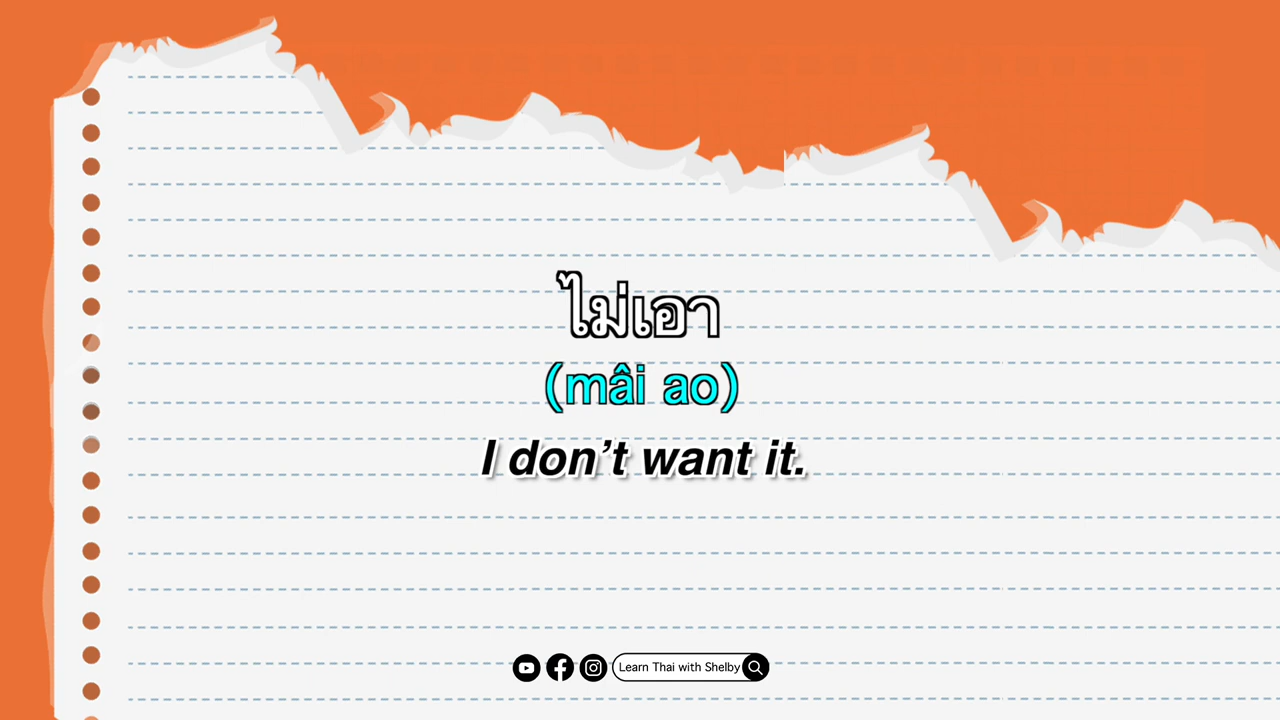 ไม่เอา
(mâi ao)
I don’t want it.
Learn Thai with Shelby